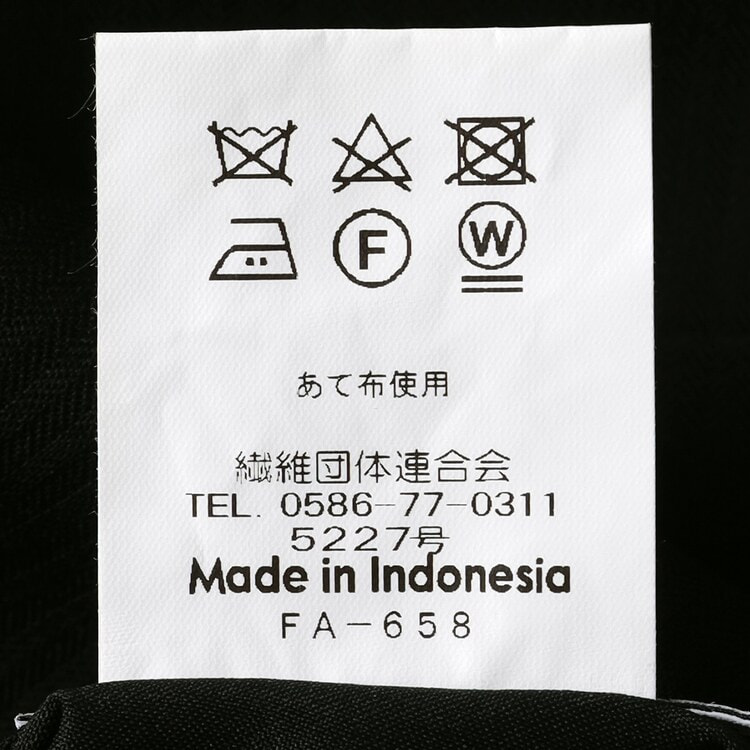 F W
あて布使用
繊維団体連合会
TEL. 0586-77-0311
5227号
Made in Indonesia
FA-658